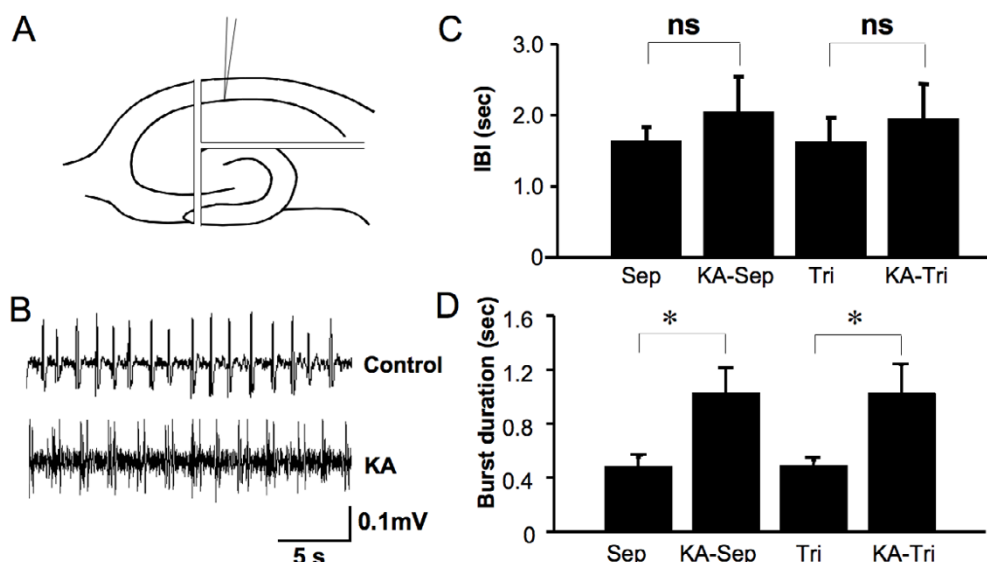 A
B
Control
KA
0.1mV
5 s
C
ns ns
3.0
2.0
1.0
0
IBI (sec)
Sep KA-Sep Tri KA-Tri
D
* *
1.6
1.2
0.8
0.4
0
Burst duration (sec)
Sep KA-Sep Tri KA-Tri